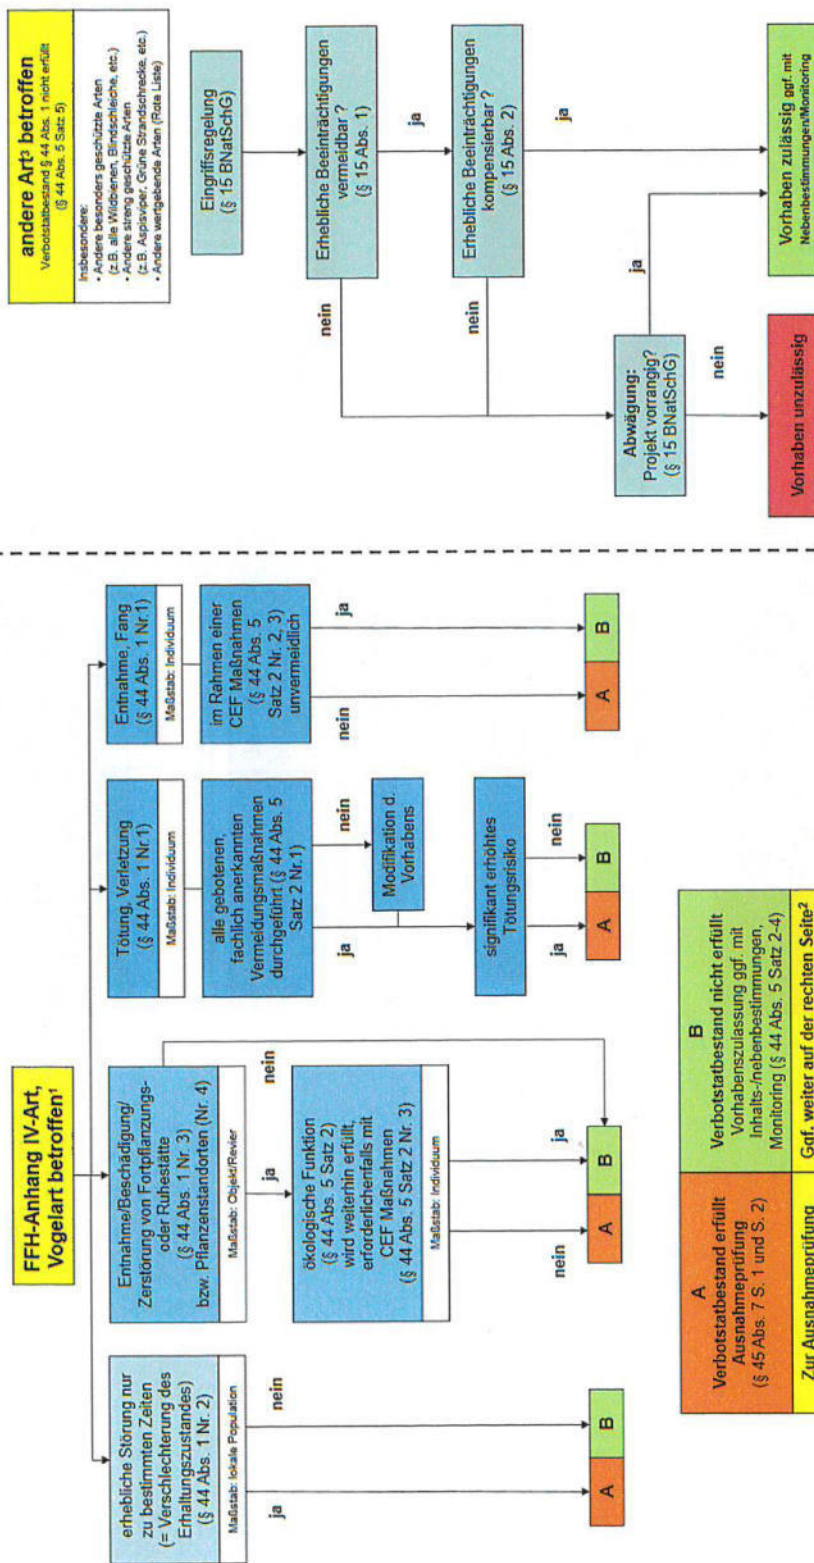 FFH-Anhang IV-Art,
Vogelart betroffen¹
erhebliche Störung nur
zu bestimmten Zeiten
(= Verschlechterung des
Erhaltungszustandes)
(§ 44 Abs. 1 Nr. 2)
Maßstab: lokale Population
ja
nein
A
B
Entnahme/Beschädigung/
Zerstörung von Fortpflanzungs-
oder Ruhestätte
(§ 44 Abs. 1 Nr. 3)
bzw. Pflanzenstandorten (Nr. 4)
Maßstab: Objekt/Revier
ja
nein
ökologische Funktion
(§ 44 Abs. 5 Satz 2)
wird weiterhin erfüllt,
erforderlichenfalls mit
CEF Maßnahmen
(§ 44 Abs. 5 Satz 2 Nr. 3)
Maßstab: Individuum
nein
ja
A
B
Tötung, Verletzung
(§ 44 Abs. 1 Nr.1)
Maßstab: Individuum
alle gebotenen,
fachlich anerkannten
Vermeidungsmaßnahmen
durchgeführt (§ 44 Abs. 5
Satz 2 Nr.1)
ja
nein
Modifikation d.
Vorhabens
signifikant erhöhtes
Tötungsrisiko
ja
nein
A
B
Entnahme, Fang
(§ 44 Abs. 1 Nr.1)
Maßstab: Individuum
im Rahmen einer
CEF Maßnahmen
(§ 44 Abs. 5
Satz 2 Nr. 2, 3)
unvermeidlich
nein
ja
A
B
A
Verbotstatbestand erfüllt
Ausnahmeprüfung
(§ 45 Abs. 7 S. 1 und S. 2)
Zur Ausnahmeprüfung
B
Verbotstatbestand nicht erfüllt
Vorhabenszulassung ggf. mit
Inhalts-/nebenbestimmungen,
Monitoring (§ 44 Abs. 5 Satz 2-4)
Ggf. weiter auf der rechten Seite²
andere Art³ betroffen
Verbotstatbestand § 44 Abs. 1 nicht erfüllt
(§ 44 Abs. 5 Satz 5)
Insbesondere:
• Andere besonders geschützte Arten
(z.B. alle Wildbienen, Blindschleiche, etc.)
• Andere streng geschützte Arten
(z.B. Aspisviper, Grüne Strandschrecke, etc.)
• Andere wertgebende Arten (Rote Liste)
Eingriffsregelung
(§ 15 BNatSchG)
Erhebliche Beeinträchtigungen
vermeidbar ?
(§ 15 Abs. 1)
nein
ja
Erhebliche Beeinträchtigungen
kompensierbar ?
(§ 15 Abs. 2)
nein
ja
Abwägung:
Projekt vorrangig?
(§ 15 BNatSchG)
ja
nein
Vorhaben unzulässig
Vorhaben zulässig ggf. mit
Nebenbestimmungen/Monitoring